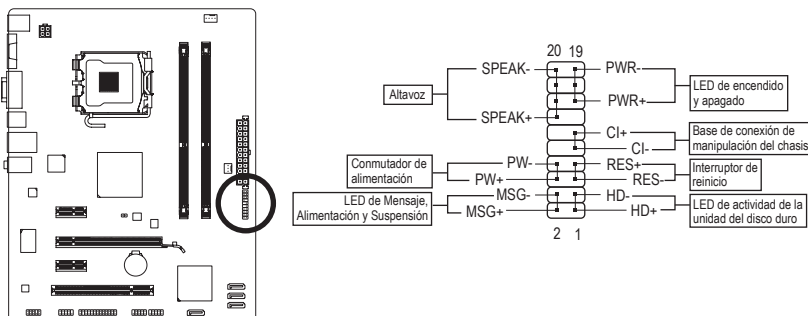 20 19
SPEAK-
PWR-
Altavoz
LED de encendido
y apagado
PWR+
SPEAK+
CI+
Base de conexión de
manipulación del chasis
CI-
Conmutador de
alimentación
PW-
RES+
Interruptor de
reinicio
PW+
RES-
LED de Mensaje,
Alimentación y Suspensión
MSG-
HD-
LED de actividad de la
unidad del disco duro
MSG+
HD+
2 1